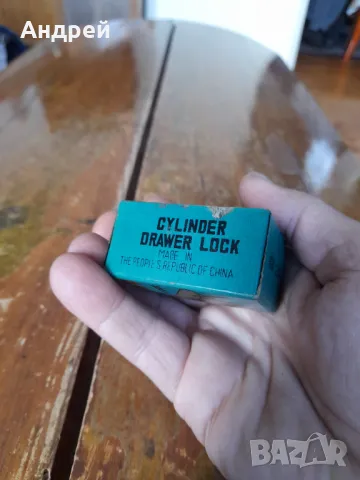 Андрей
CYLINDER
DRAWER LOCK
MADE IN
THE PEOPLE'S REPUBLIC OF CHINA
BAZAR